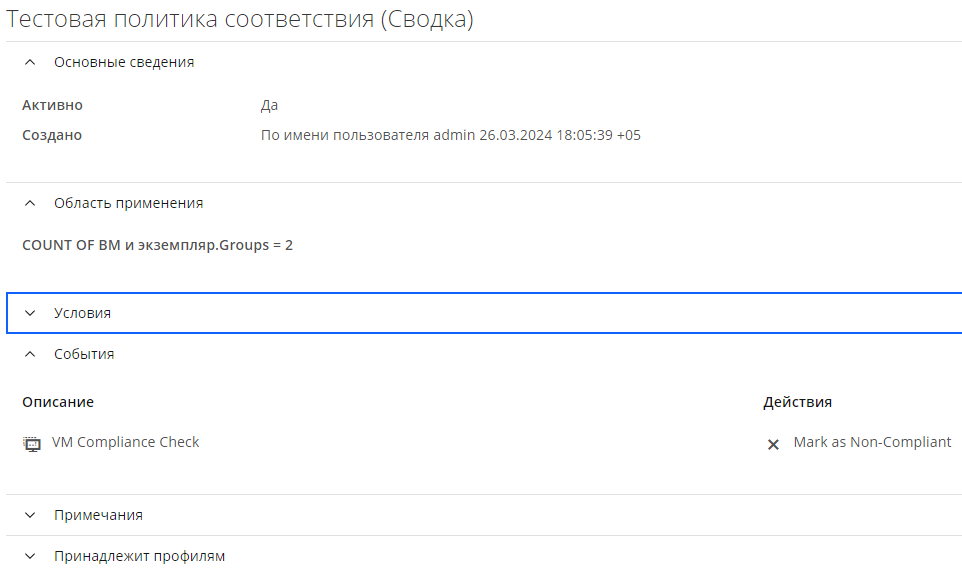 Тестовая политика соответствия (Сводка)
Основные сведения
Активно Да
Создано По имени пользователя admin 26.03.2024 18:05:39 +05
Область применения
COUNT OF ВМ и экземпляр.Groups = 2
Условия
События
Описание Действия
VM Compliance Check Mark as Non-Compliant
Примечания
Принадлежит профилям